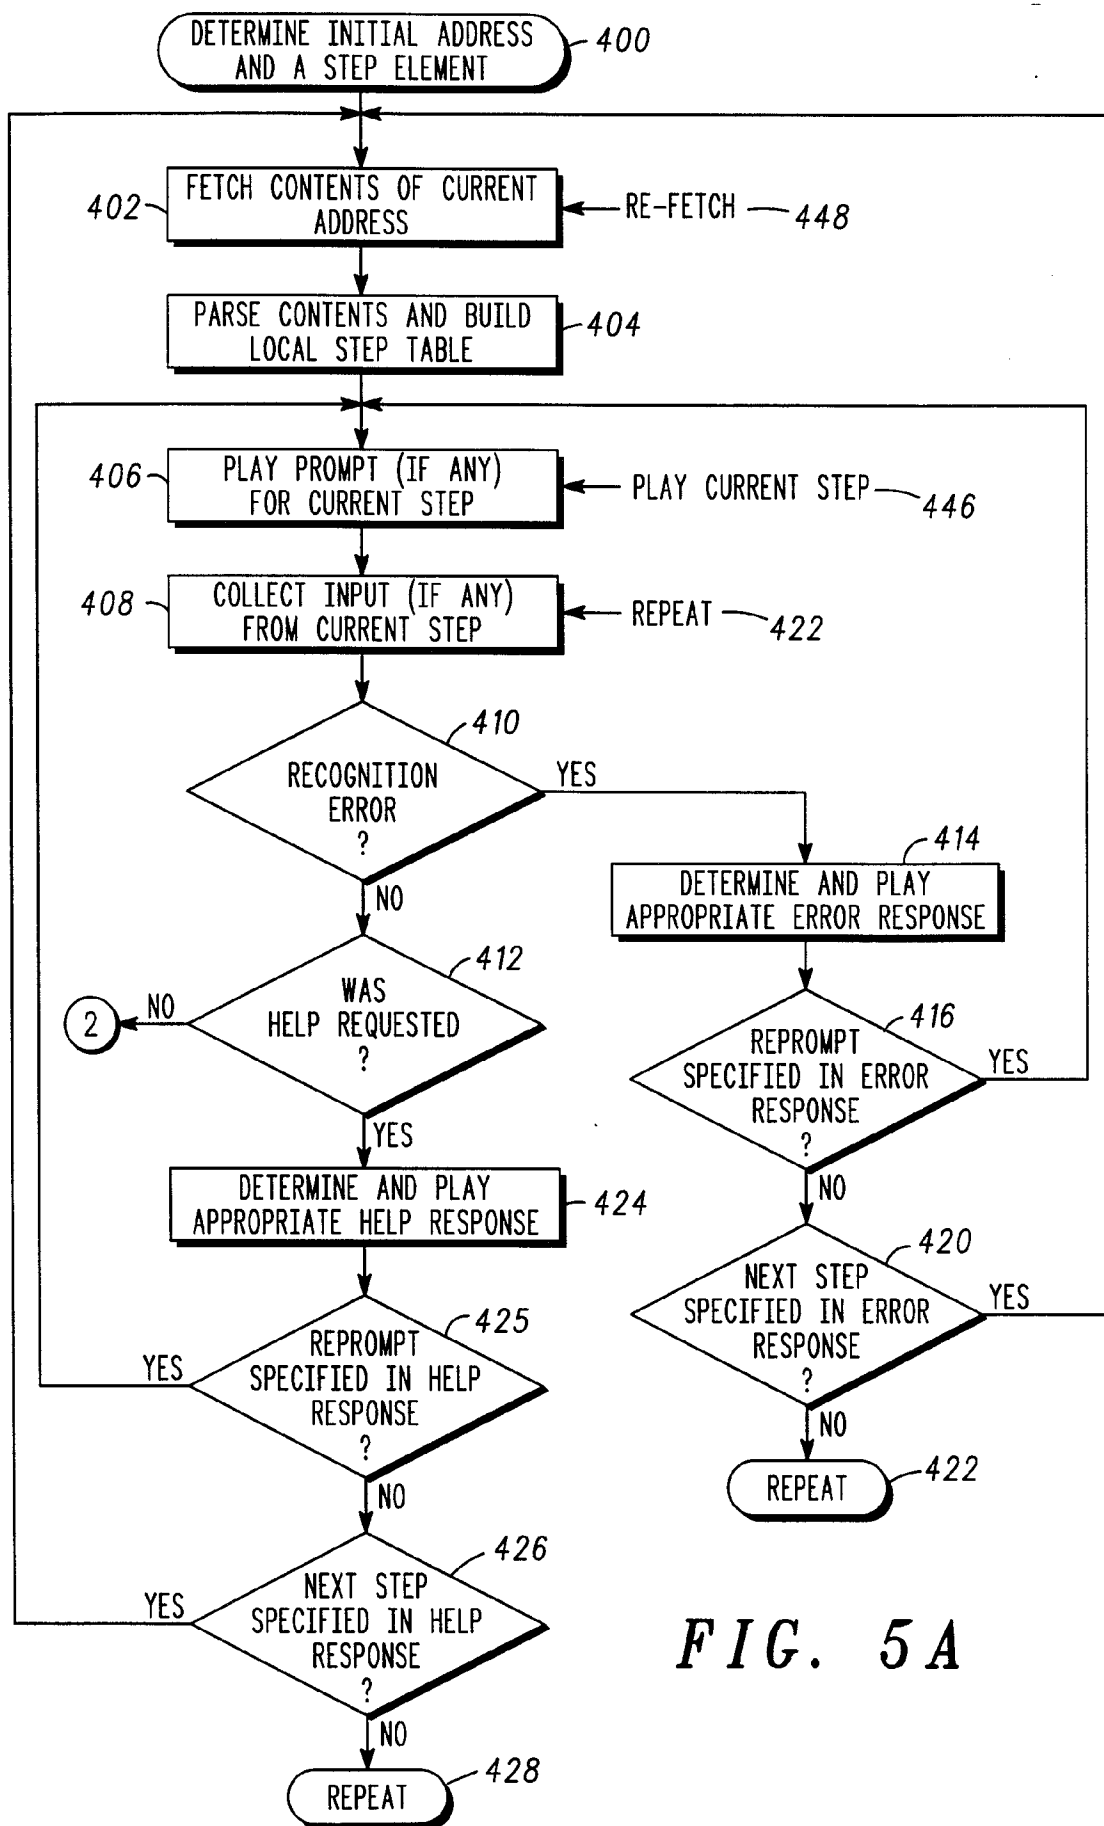 DETERMINE INITIAL ADDRESS
AND A STEP ELEMENT
400
FETCH CONTENTS OF CURRENT
ADDRESS
402
RE-FETCH
448
PARSE CONTENTS AND BUILD
LOCAL STEP TABLE
404
406
PLAY PROMPT (IF ANY)
FOR CURRENT STEP
PLAY CURRENT STEP
446
408
COLLECT INPUT (IF ANY)
FROM CURRENT STEP
REPEAT
422
410
RECOGNITION
ERROR
?
YES
NO
414
DETERMINE AND PLAY
APPROPRIATE ERROR RESPONSE
412
WAS
HELP REQUESTED
?
NO
2
YES
416
REPROMPT
SPECIFIED IN ERROR
RESPONSE
?
YES
NO
DETERMINE AND PLAY
APPROPRIATE HELP RESPONSE
424
420
NEXT STEP
SPECIFIED IN ERROR
RESPONSE
?
YES
NO
REPEAT
422
425
REPROMPT
SPECIFIED IN HELP
RESPONSE
?
YES
NO
426
NEXT STEP
SPECIFIED IN HELP
RESPONSE
?
YES
NO
REPEAT
428
FIG. 5A